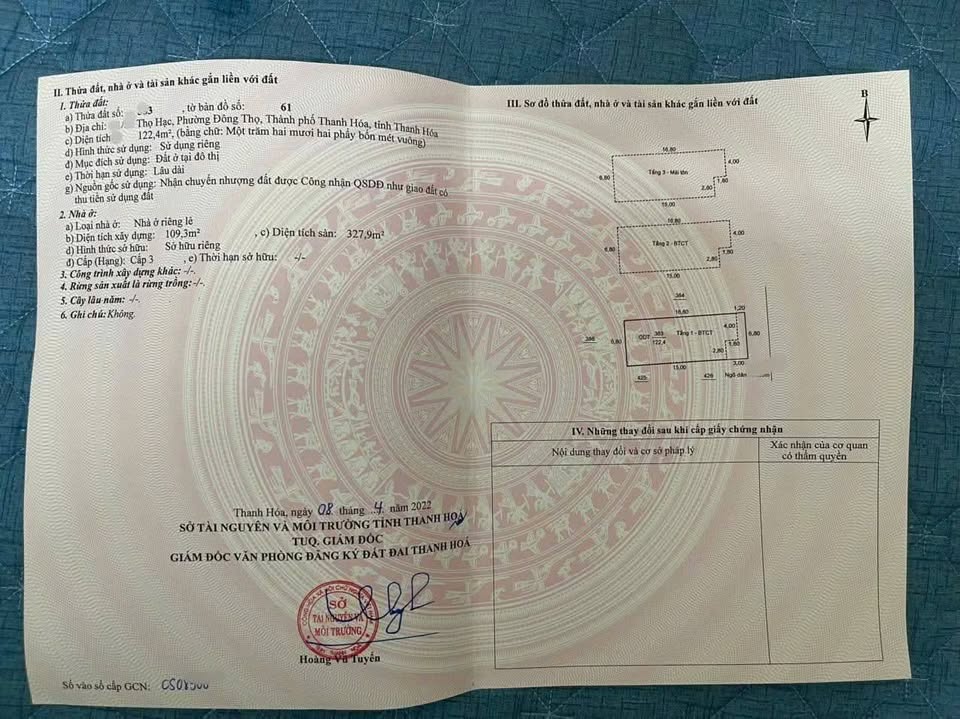 II. Thửa đất, nhà ở và tài sản khác gắn liền với đất
1. Thửa đất:
a) Thửa đất số: 3 , tờ bản đồ số: 61
b) Địa chỉ: Thọ Hạc, Phường Đông Thọ, Thành phố Thanh Hóa, tỉnh Thanh Hóa
c) Diện tích 122,4m², (bằng chữ: Một trăm hai mươi hai phẩy bốn mét vuông)
d) Hình thức sử dụng: Sử dụng riêng
đ) Mục đích sử dụng: Đất ở tại đô thị
e) Thời hạn sử dụng: Lâu dài
g) Nguồn gốc sử dụng: Nhận chuyển nhượng đất được Công nhận QSDĐ như giao đất có
thu tiền sử dụng đất
2. Nhà ở:
a) Loại nhà ở: Nhà ở riêng lẻ
b) Diện tích xây dựng: 109,3m² , c) Diện tích sàn: 327,9m²
d) Hình thức sở hữu: Sở hữu riêng
đ) Cấp (Hạng): Cấp 3 , e) Thời hạn sở hữu: -/-
3. Công trình xây dựng khác: -/-.
4. Rừng sản xuất là rừng trồng: -/-.
5. Cây lâu năm: -/-.
6. Ghi chú: Không.
Thanh Hóa, ngày 08 tháng 4 năm 2022
SỞ TÀI NGUYÊN VÀ MÔI TRƯỜNG TỈNH THANH HOÁ
TUQ. GIÁM ĐỐC
GIÁM ĐỐC VĂN PHÒNG ĐĂNG KÝ ĐẤT ĐAI THANH HOÁ
SỞ
TÀI NGUYÊN VÀ
MÔI TRƯỜNG
Hoàng Văn Tuyển
Số vào sổ cấp GCN:
III. Sơ đồ thửa đất, nhà ở và tài sản khác gắn liền với đất
B
16,80
6,80
Tầng 3 - Mái tôn
4,00
1,80
2,80
15,00
16,80
6,80
Tầng 2 - BTCT
4,00
1,80
2,80
15,00
384
16,80
1,20
386
6,80
ODT
383
122,4
Tầng 1 - BTCT
4,00
6,80
1,80
2,80
15,00
3,00
425
426
Ngõ dân
IV. Những thay đổi sau khi cấp giấy chứng nhận
Nội dung thay đổi và cơ sở pháp lý
Xác nhận của cơ quan
có thẩm quyền